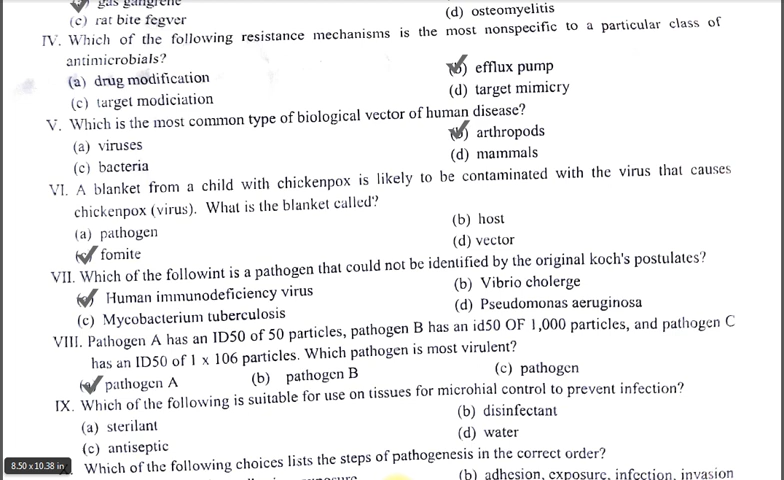 gas gangrene
(c) rat bite fegver (d) osteomyelitis
IV. Which of the following resistance mechanisms is the most nonspecific to a particular class of
antimicrobials?
(a) drug modification (b) efflux pump
(c) target modiciation (d) target mimicry
V. Which is the most common type of biological vector of human disease?
(a) viruses (b) arthropods
(c) bacteria (d) mammals
VI. A blanket from a child with chickenpox is likely to be contaminated with the virus that causes
chickenpox (virus). What is the blanket called?
(a) pathogen (b) host
(c) fomite (d) vector
VII. Which of the followint is a pathogen that could not be identified by the original koch's postulates?
(a) Human immunodeficiency virus (b) Vibrio cholerge
(c) Mycobacterium tuberculosis (d) Pseudomonas aeruginosa
VIII. Pathogen A has an ID50 of 50 particles, pathogen B has an id50 OF 1,000 particles, and pathogen C
has an ID50 of 1 x 106 particles. Which pathogen is most virulent?
(a) pathogen A (b) pathogen B (c) pathogen
IX. Which of the following is suitable for use on tissues for microhial control to prevent infection?
(a) sterilant (b) disinfectant
(c) antiseptic (d) water
Which of the following choices lists the steps of pathogenesis in the correct order?
(b) adhesion, exposure, infection, invasion
8.50 x 10.38 in